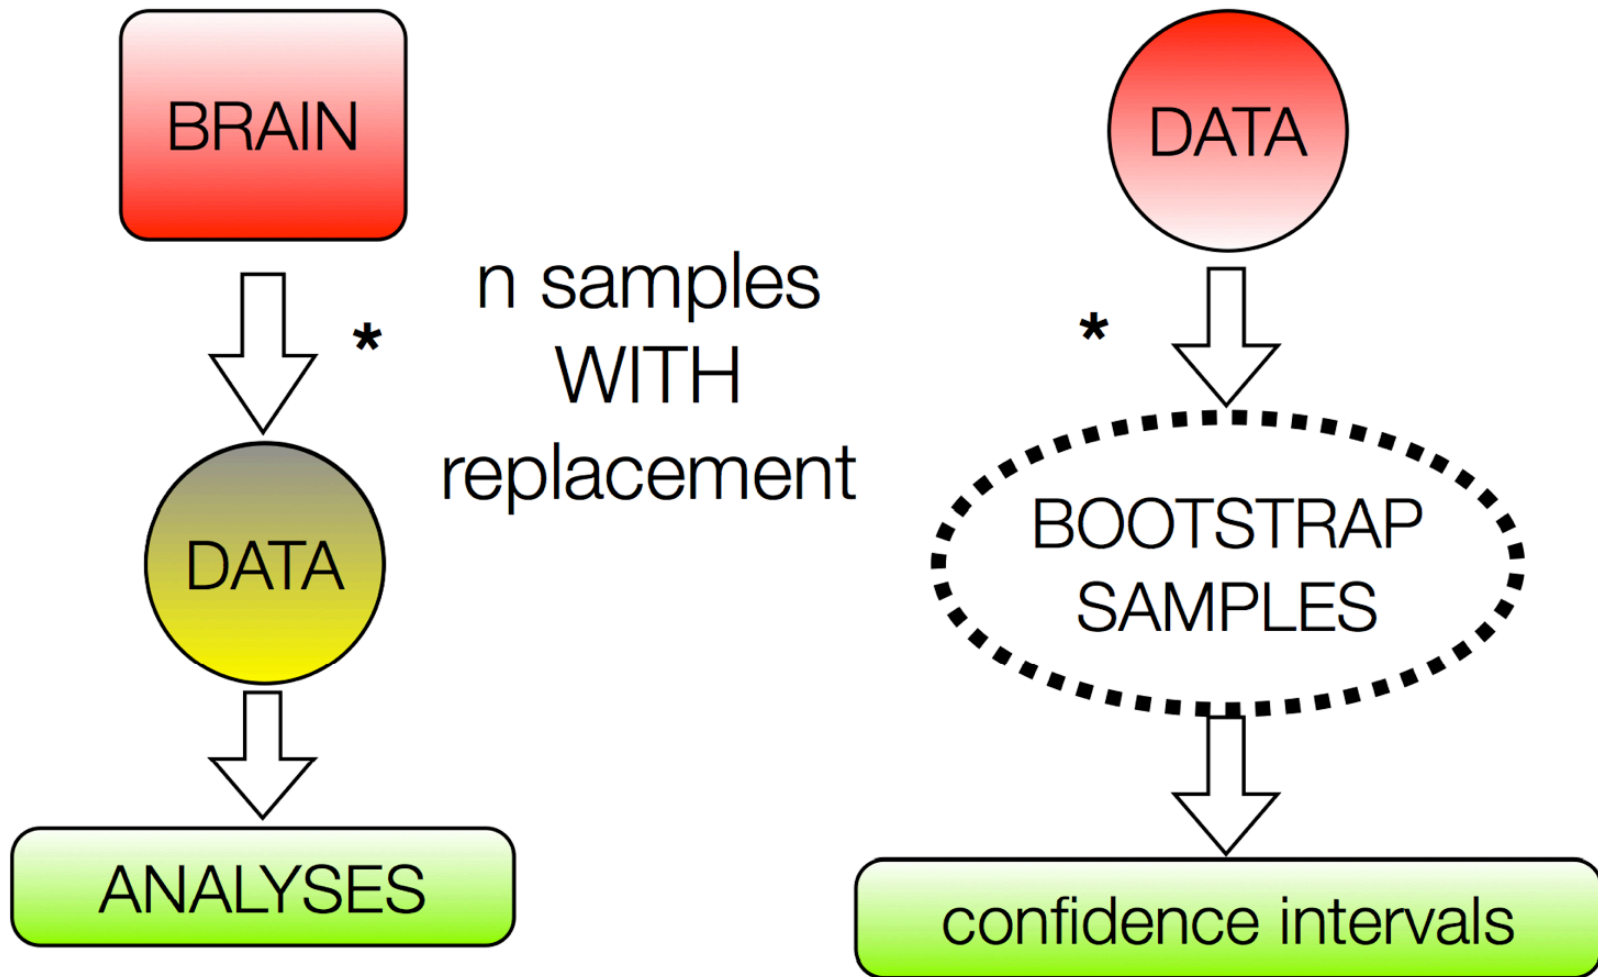 BRAIN
*
DATA
ANALYSES
n samples
WITH
replacement
DATA
*
BOOTSTRAP
SAMPLES
confidence intervals